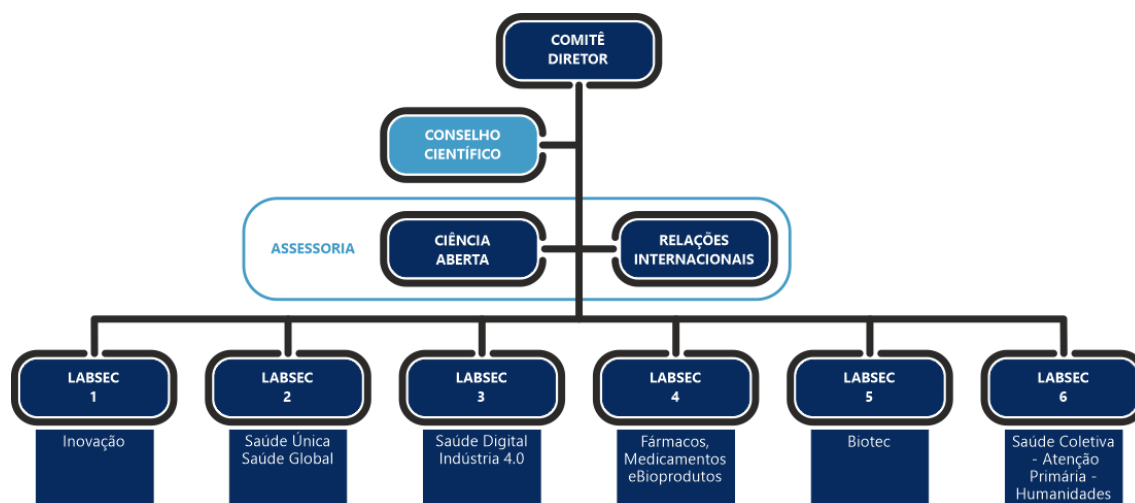 COMITÊ
DIRETOR
CONSELHO
CIENTÍFICO
ASSESSORIA
CIÊNCIA
ABERTA
RELAÇÕES
INTERNACIONAIS
LABSEC
1
LABSEC
2
LABSEC
3
LABSEC
4
LABSEC
5
LABSEC
6
Inovação
Saúde Única
Saúde Global
Saúde Digital
Indústria 4.0
Fármacos,
Medicamentos
eBioprodutos
Biotec
Saúde Coletiva
- Atenção
Primária -
Humanidades